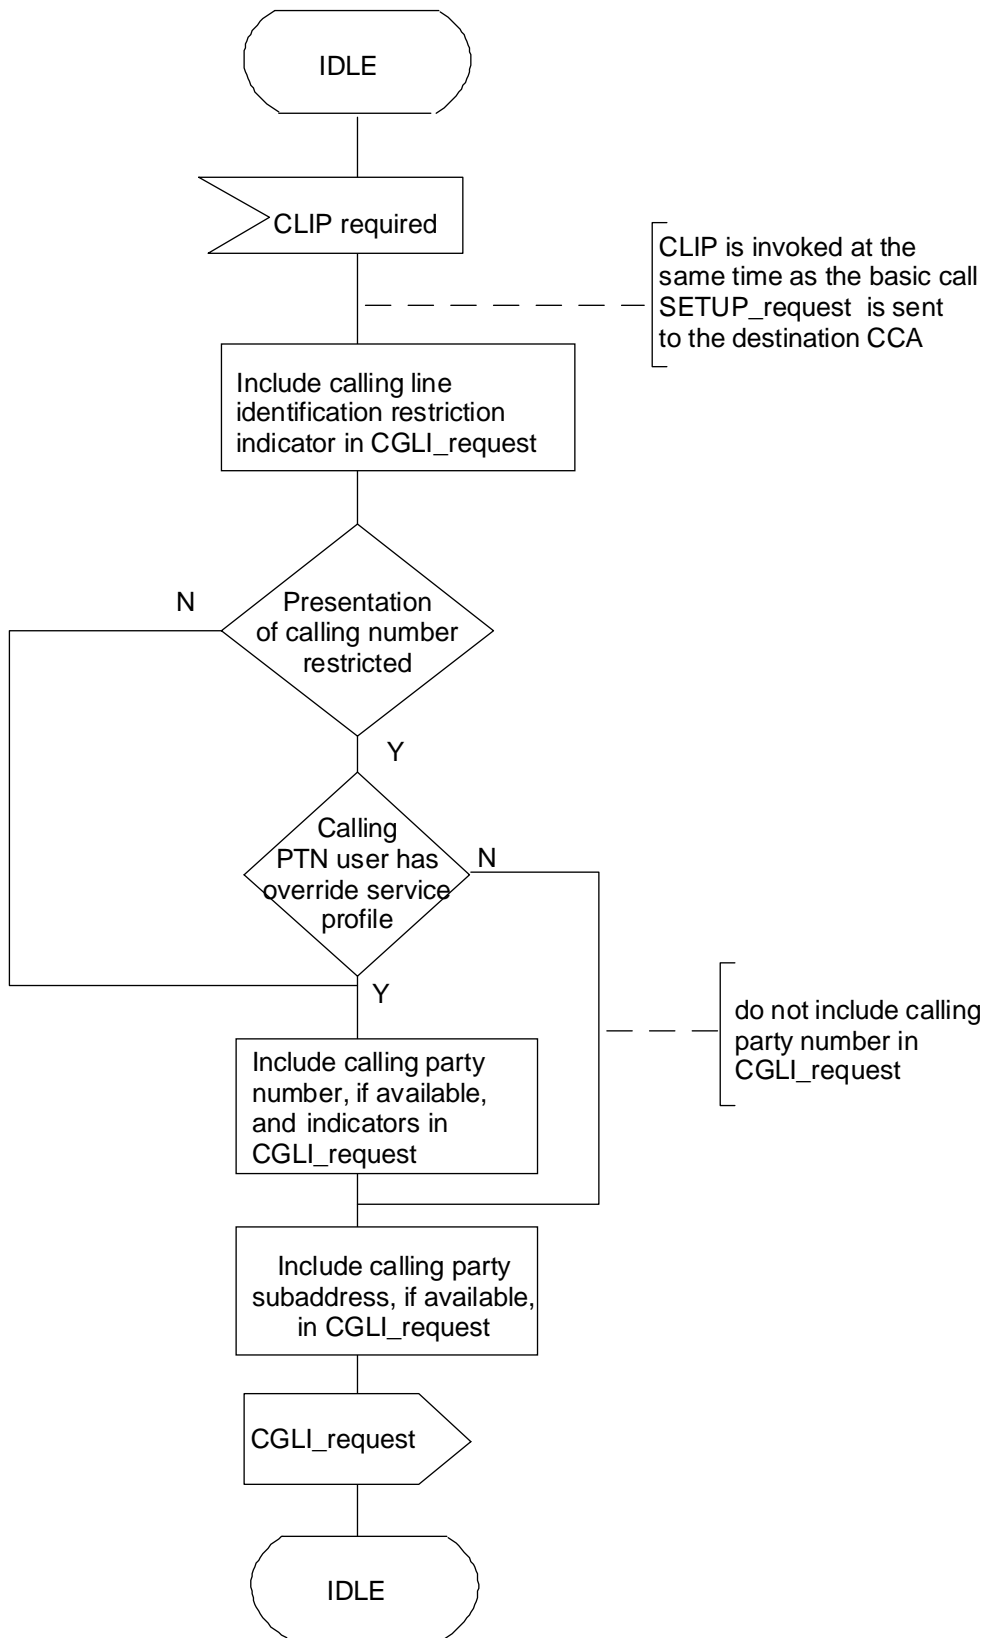 IDLE
CLIP required
CLIP is invoked at the
same time as the basic call
SETUP_request is sent
to the destination CCA
Include calling line
identification restriction
indicator in CGLI_request
N
Presentation
of calling number
restricted
Y
Calling
PTN user has
override service
profile
N
Y
do not include calling
party number in
CGLI_request
Include calling party
number, if available,
and indicators in
CGLI_request
Include calling party
subaddress, if available,
in CGLI_request
CGLI_request
IDLE